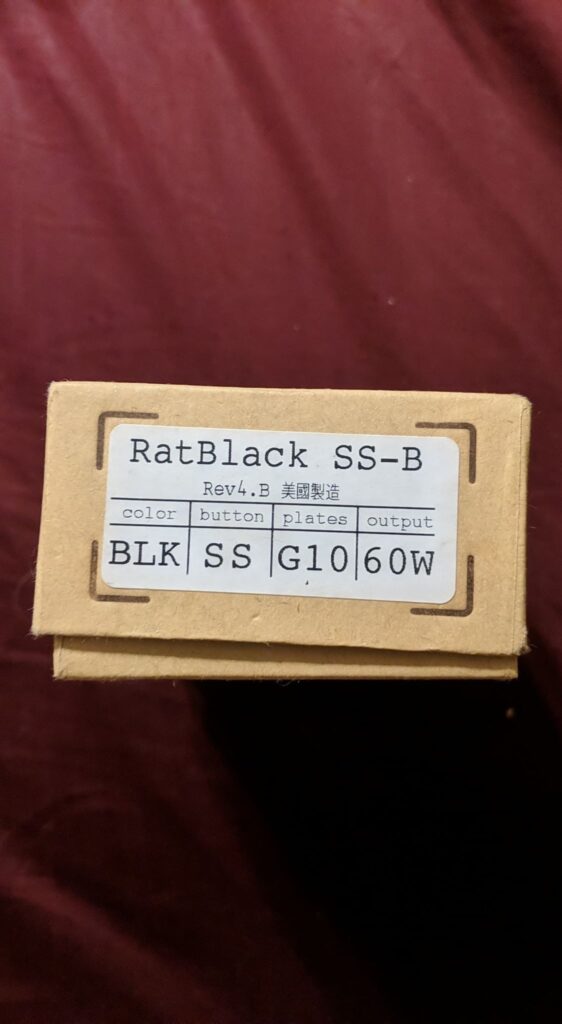 RatBlack SS-B
Rev4.B 美國製造
color button plates output
BLK SS G10 60W